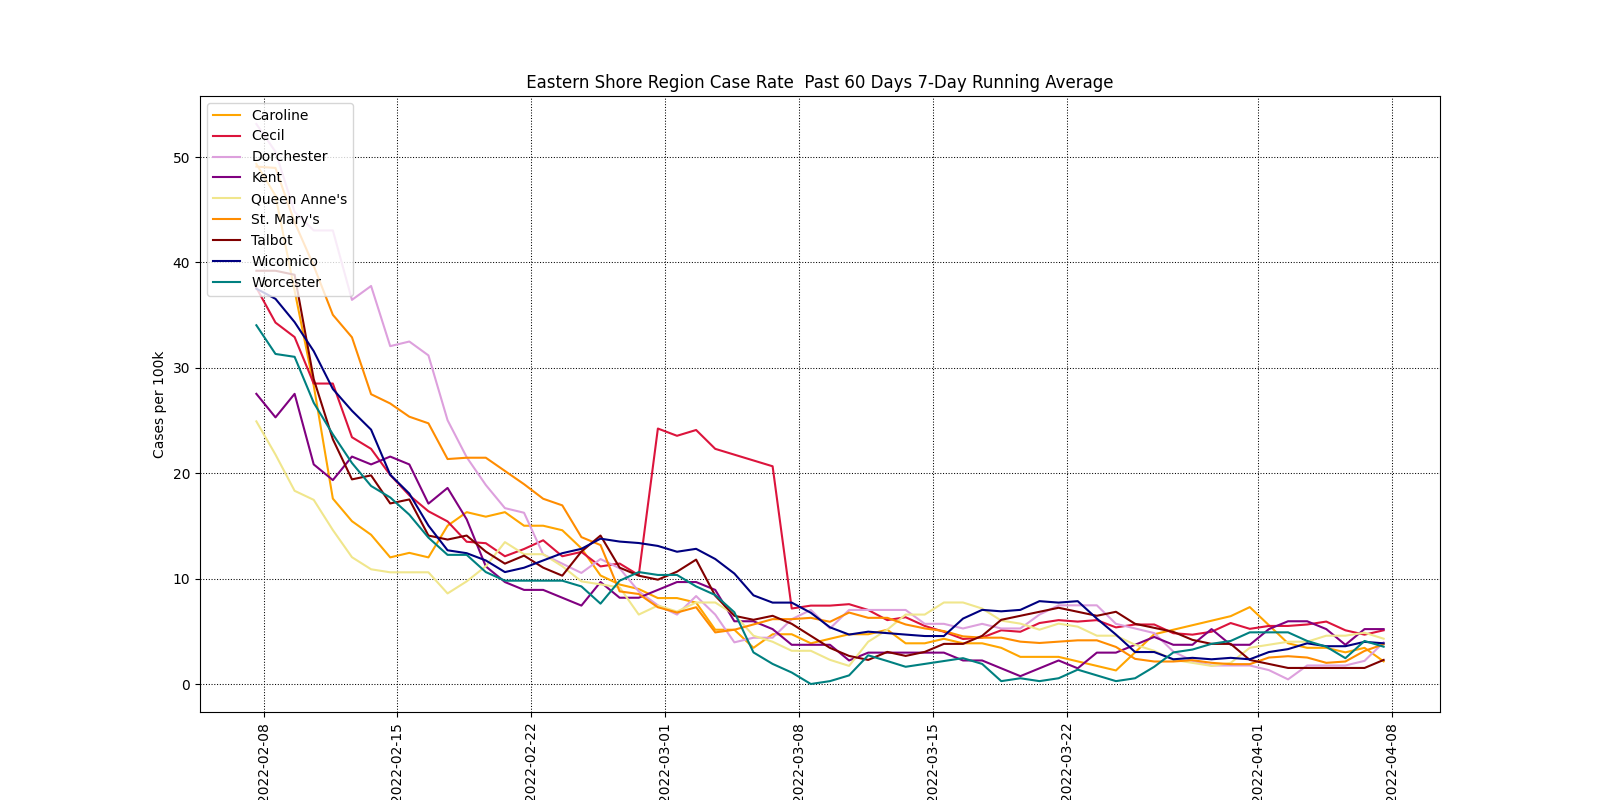 Eastern Shore Region Case Rate  Past 60 Days 7-Day Running Average
Caroline
Cecil
Dorchester
Kent
Queen Anne's
St. Mary's
Talbot
Wicomico
Worcester
Cases per 100k
50
40
30
20
10
0
2022-02-08
2022-02-15
2022-02-22
2022-03-01
2022-03-08
2022-03-15
2022-03-22
2022-04-01
2022-04-08